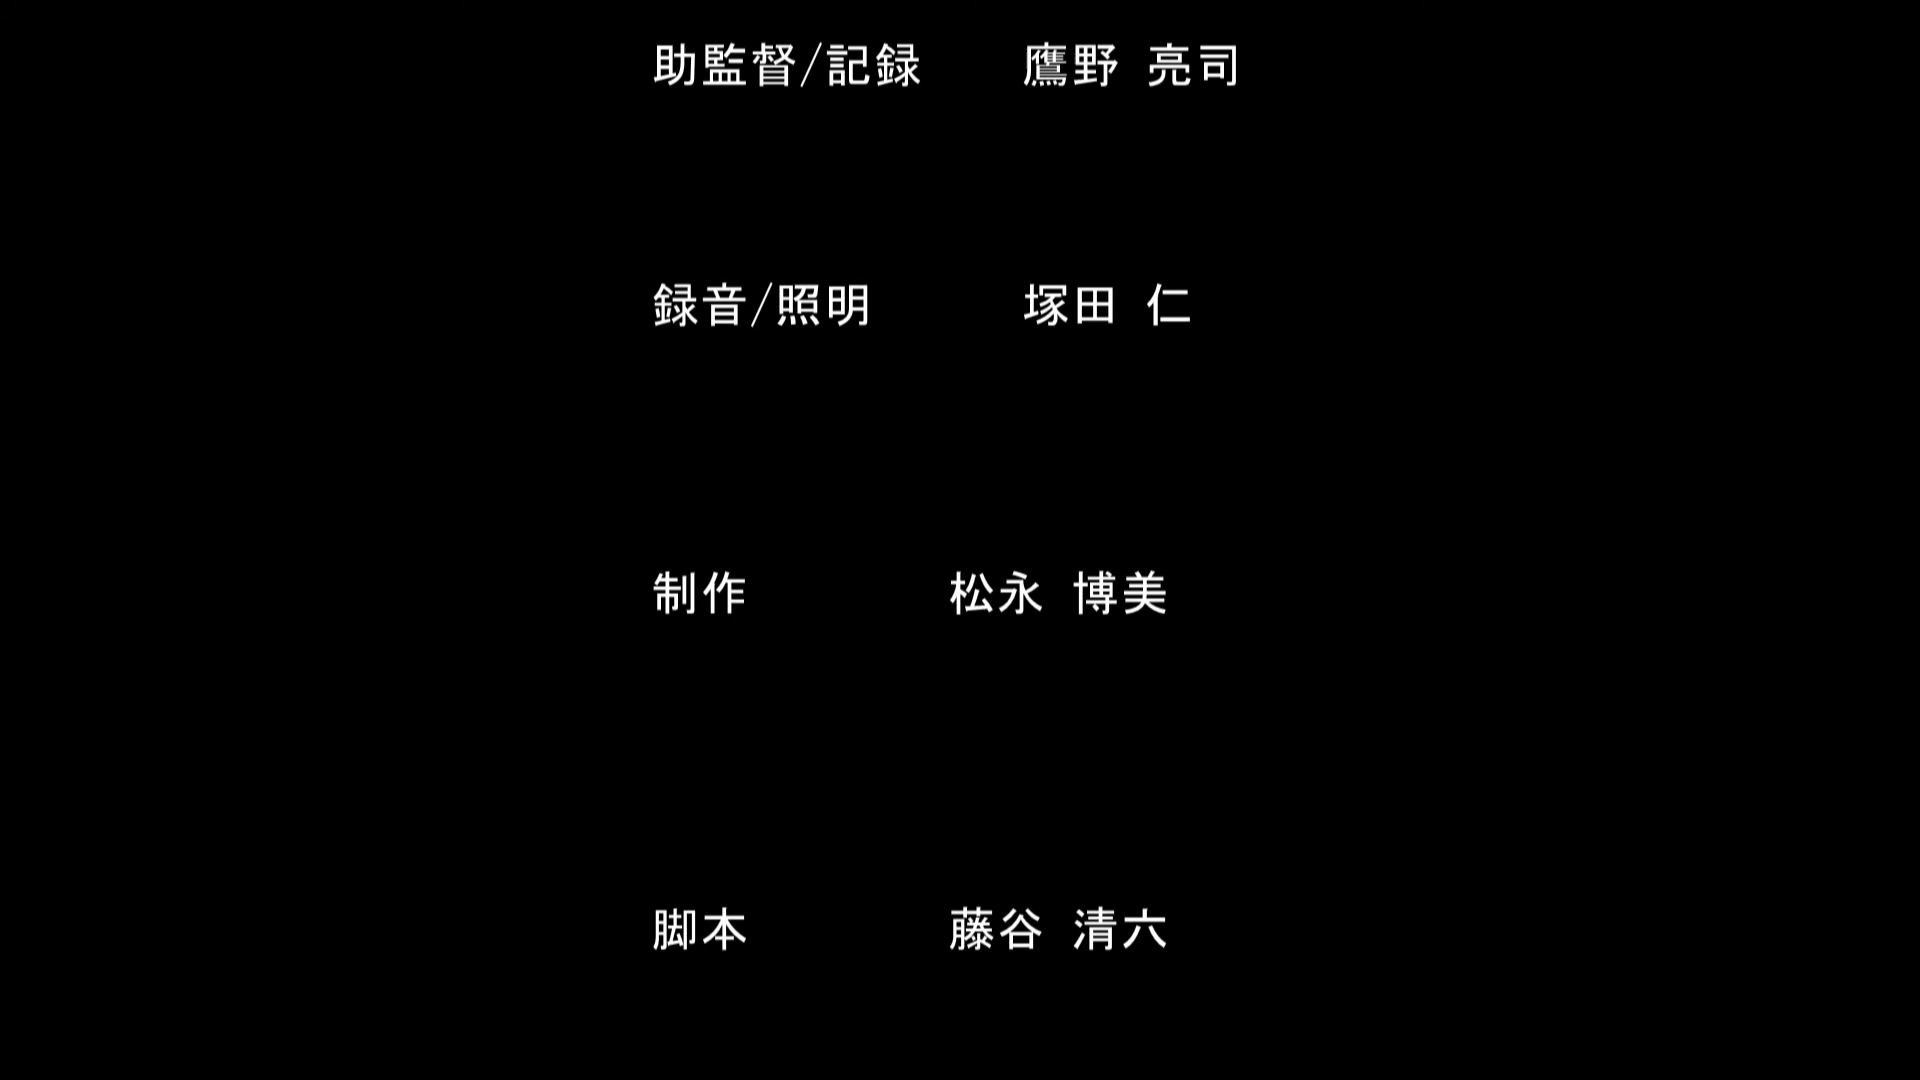 助監督/記録 鷹野 亮司
録音/照明 塚田 仁
制作 松永 博美
脚本 藤谷 清六